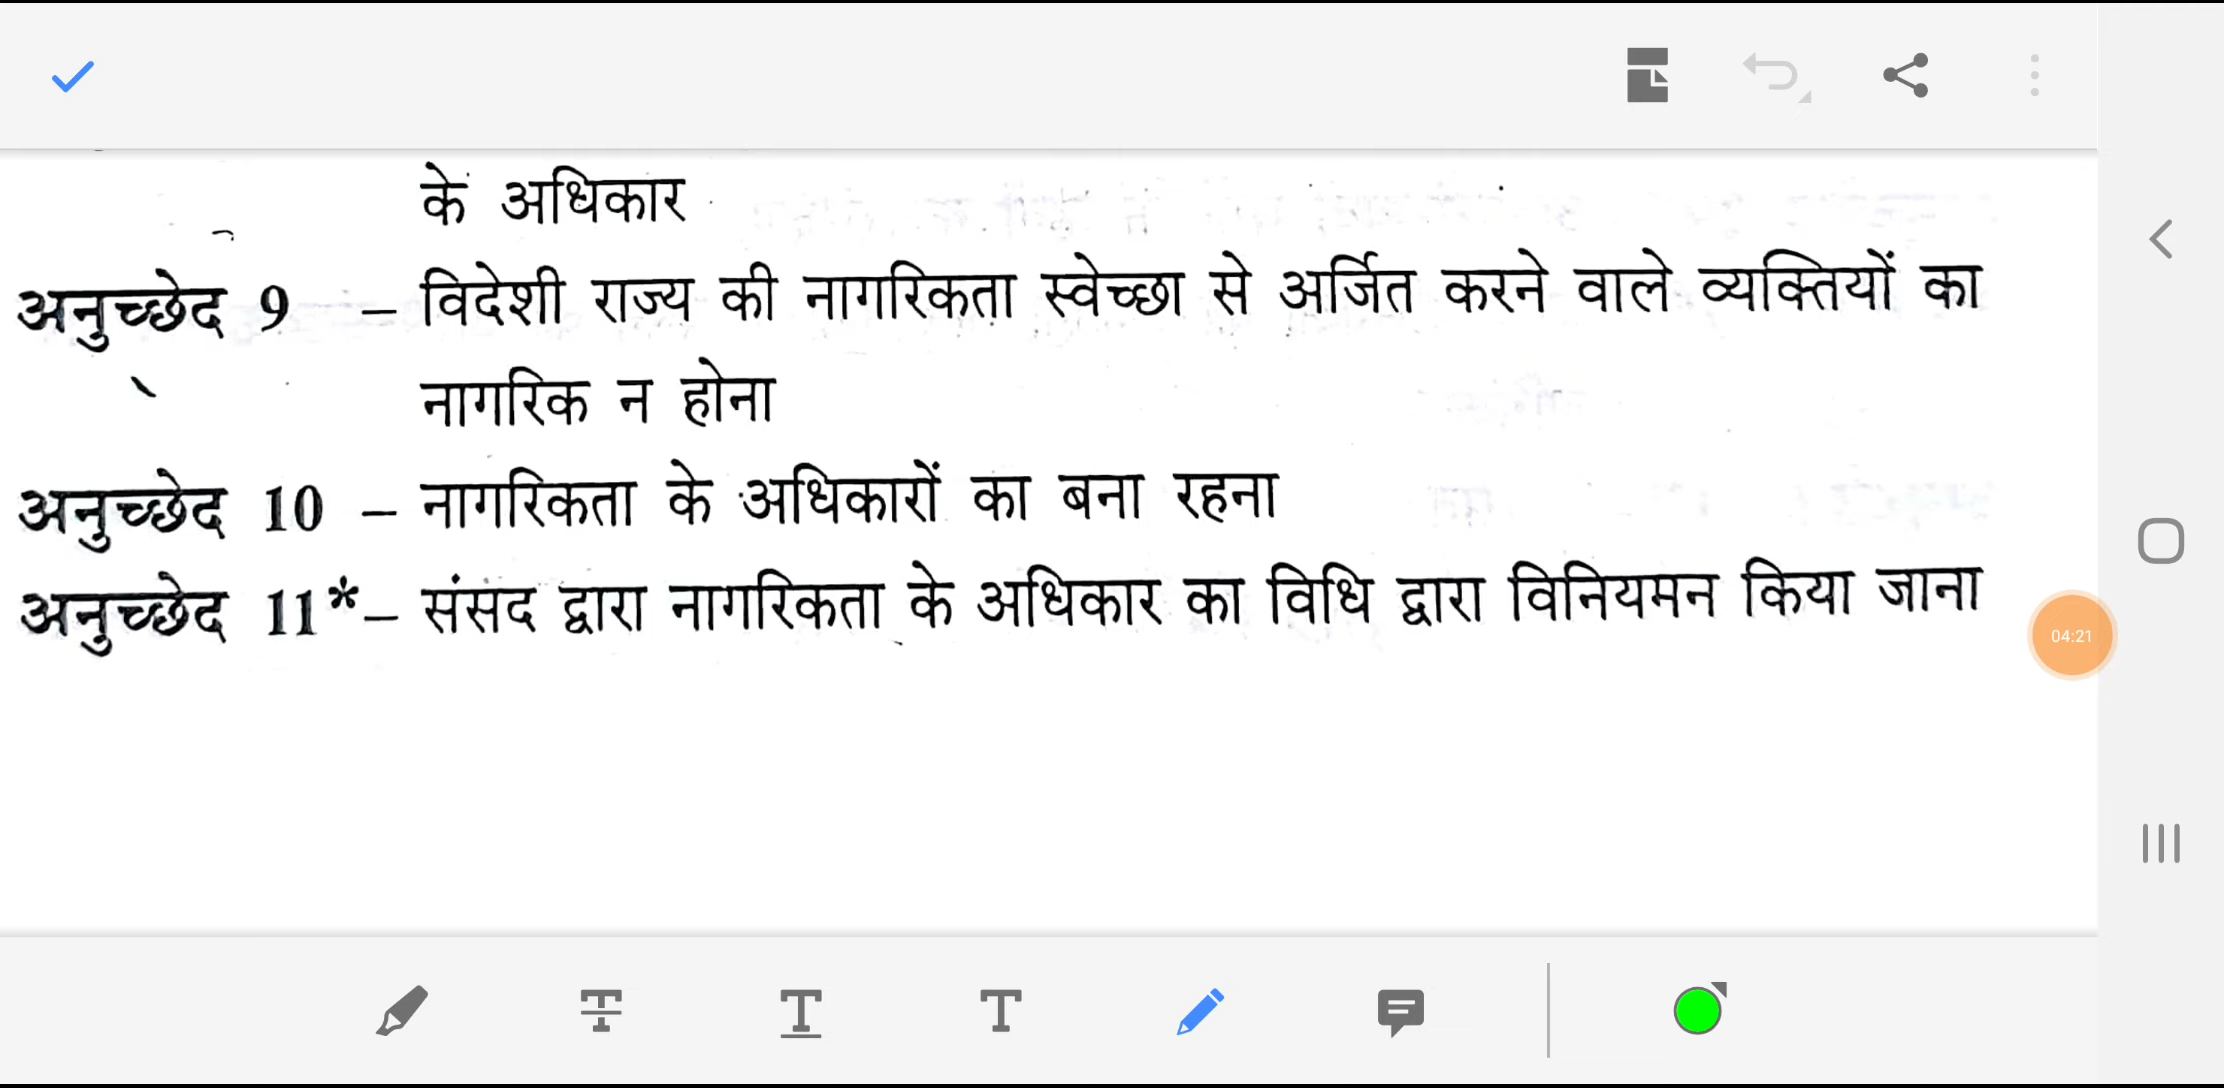 के अधिकार
अनुच्छेद 9 – विदेशी राज्य की नागरिकता स्वेच्छा से अर्जित करने वाले व्यक्तियों का
नागरिक न होना
अनुच्छेद 10 – नागरिकता के अधिकारों का बना रहना
अनुच्छेद 11*– संसद द्वारा नागरिकता के अधिकार का विधि द्वारा विनियमन किया जाना
04:21